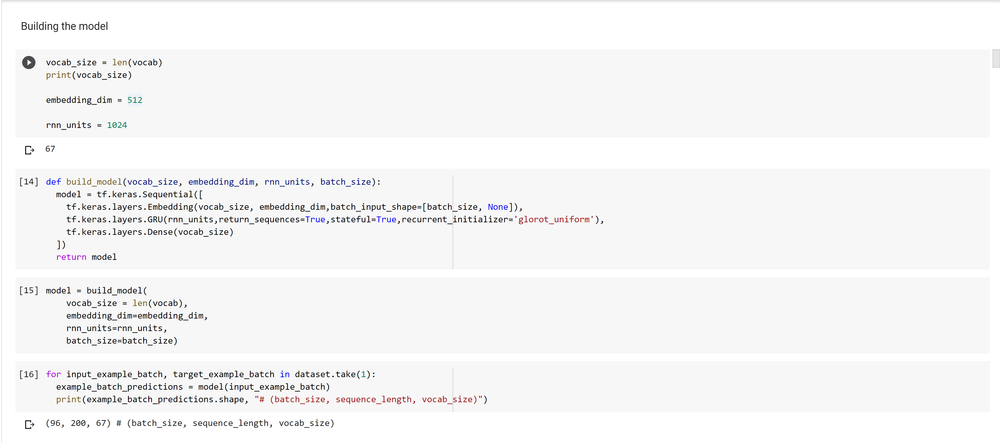 Building the model
vocab_size = len(vocab)
print(vocab_size)
embedding_dim = 512
rnn_units = 1024
67
[14] def build_model(vocab_size, embedding_dim, rnn_units, batch_size):
model = tf.keras.Sequential([
tf.keras.layers.Embedding(vocab_size, embedding_dim,batch_input_shape=[batch_size, None]),
tf.keras.layers.GRU(rnn_units,return_sequences=True,stateful=True,recurrent_initializer='glorot_uniform'),
tf.keras.layers.Dense(vocab_size)
])
return model
[15] model = build_model(
vocab_size = len(vocab),
embedding_dim=embedding_dim,
rnn_units=rnn_units,
batch_size=batch_size)
[16] for input_example_batch, target_example_batch in dataset.take(1):
example_batch_predictions = model(input_example_batch)
print(example_batch_predictions.shape, "# (batch_size, sequence_length, vocab_size)")
(96, 200, 67) # (batch_size, sequence_length, vocab_size)